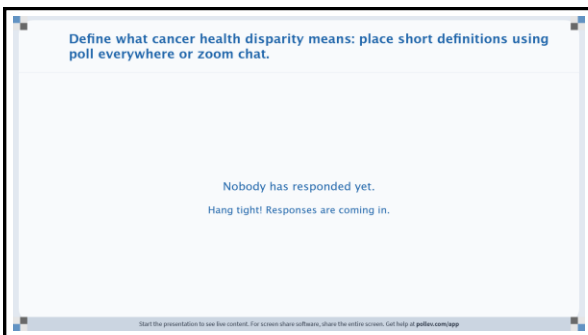 Define what cancer health disparity means: place short definitions using
poll everywhere or zoom chat.
Nobody has responded yet.
Hang tight! Responses are coming in.
Start the presentation to see live content. For screen share software, share the entire screen. Get help at pollev.com/app